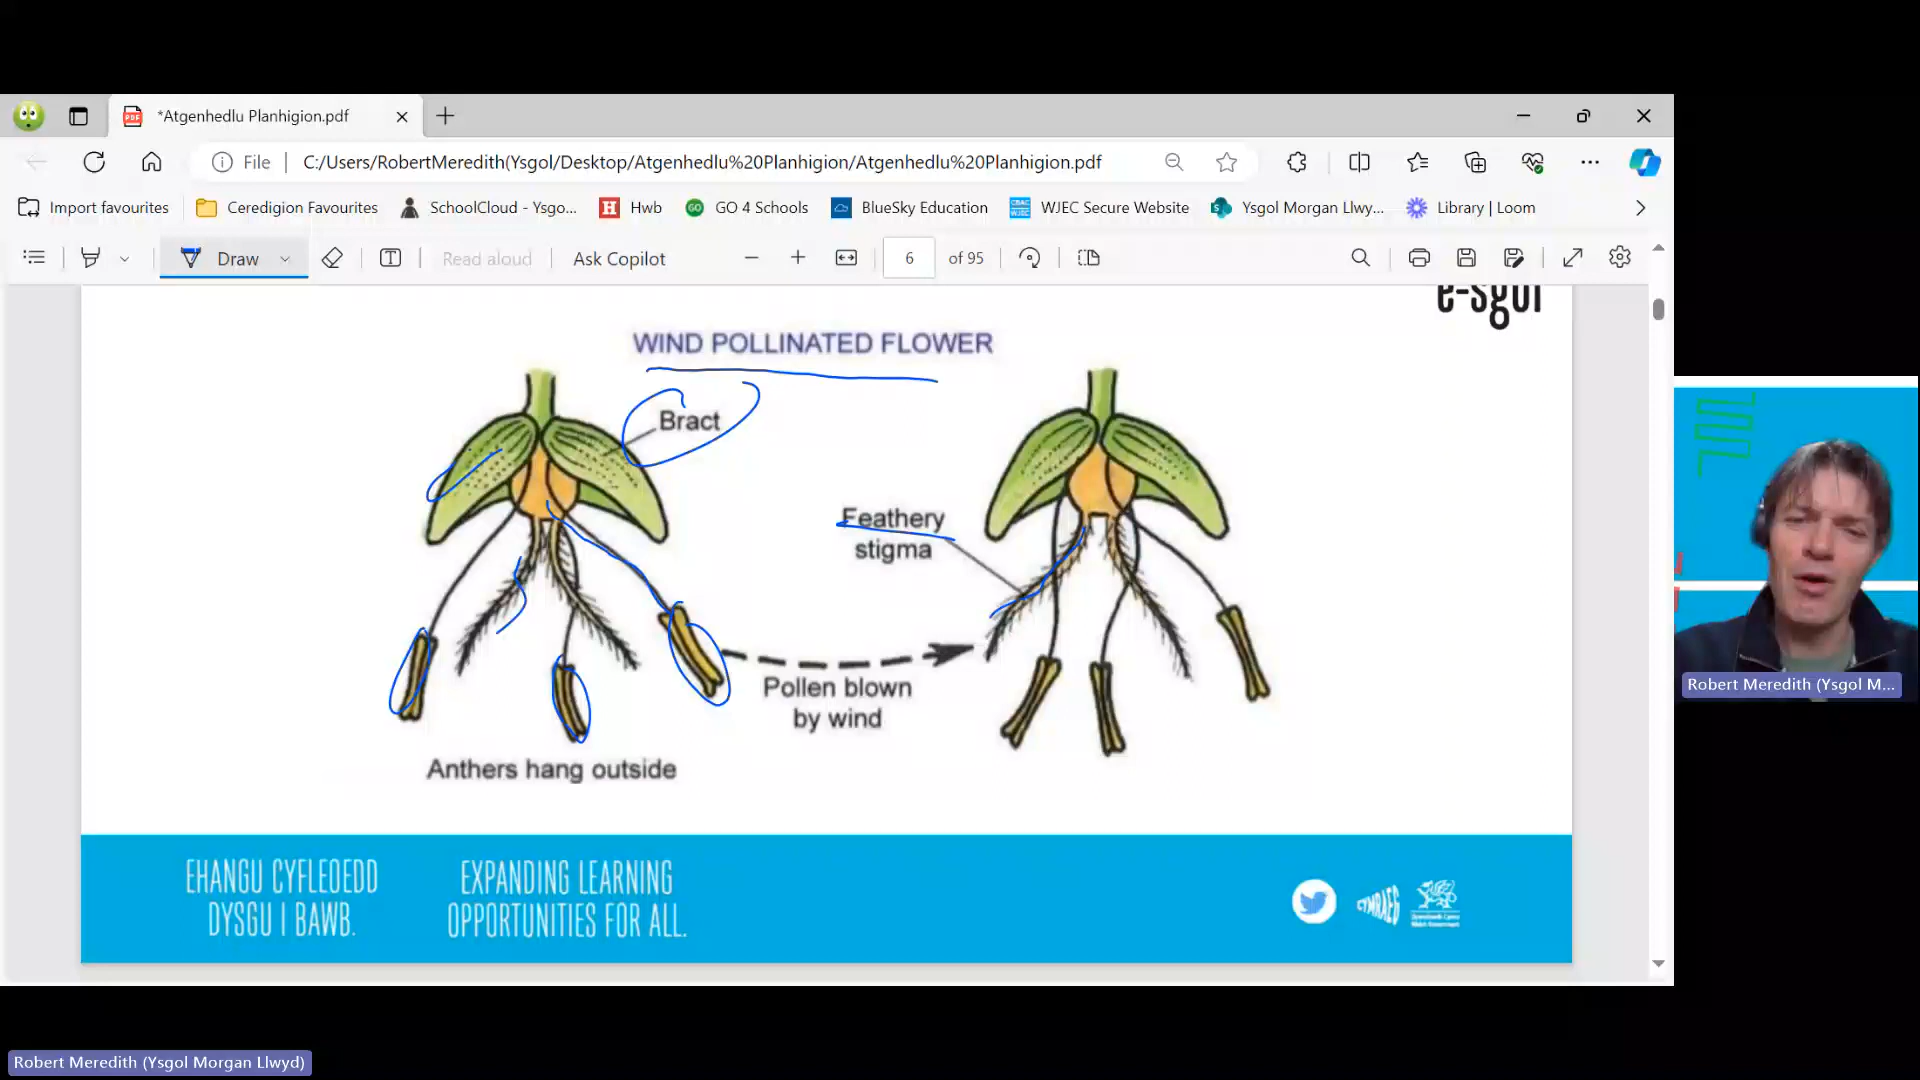 *Atgenhedlu Planhigion.pdf
File
C:/Users/RobertMeredith(Ysgol/Desktop/Atgenhedlu%20Planhigion/Atgenhedlu%20Planhigion.pdf
Import favourites
Ceredigion Favourites
SchoolCloud - Ysgo...
Hwb
GO 4 Schools
BlueSky Education
WJEC Secure Website
Ysgol Morgan Llwy...
Library | Loom
Draw
Read aloud
Ask Copilot
6 of 95
e-sgol
WIND POLLINATED FLOWER
Bract
Feathery
stigma
Pollen blown
by wind
Anthers hang outside
EHANGU CYFLEOEDD
DYSGU I BAWB.
EXPANDING LEARNING
OPPORTUNITIES FOR ALL.
CYMRAEG
Robert Meredith (Ysgol M...
Robert Meredith (Ysgol Morgan Llwyd)